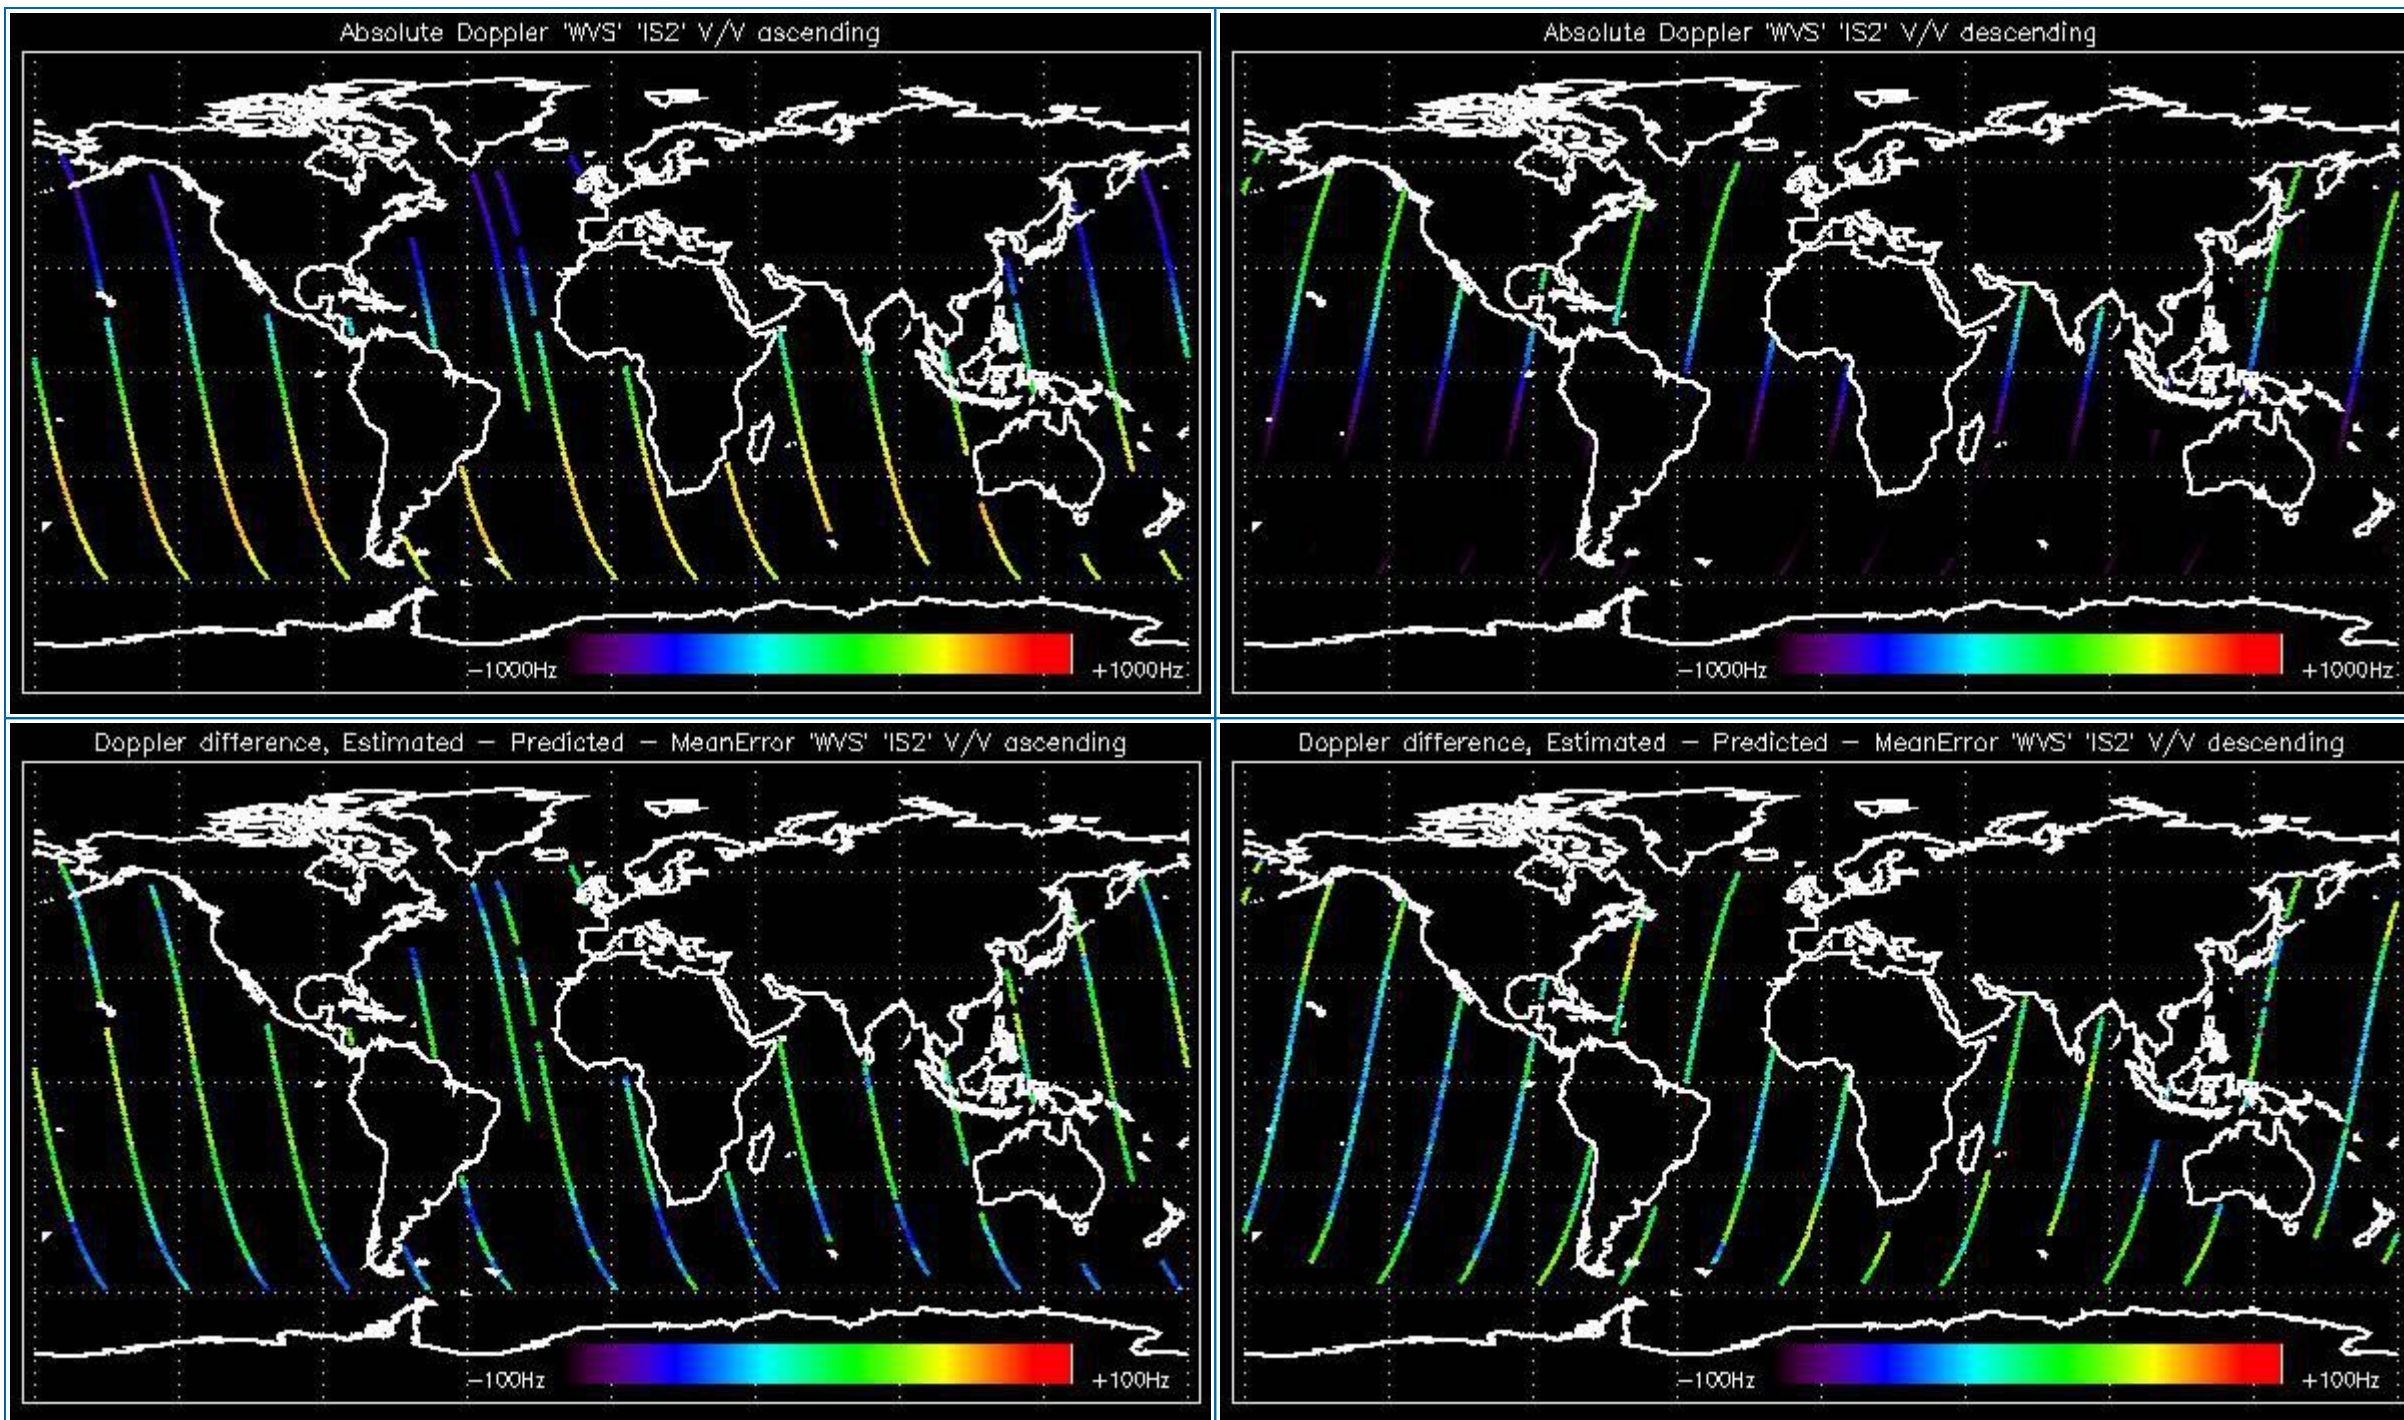 Absolute Doppler 'WVS' 'IS2' V/V ascending
-1000Hz
+1000Hz
Absolute Doppler 'WVS' 'IS2' V/V descending
-1000Hz
+1000Hz
Doppler difference, Estimated - Predicted - MeanError 'WVS' 'IS2' V/V ascending
-100Hz
+100Hz
Doppler difference, Estimated - Predicted - MeanError 'WVS' 'IS2' V/V descending
-100Hz
+100Hz